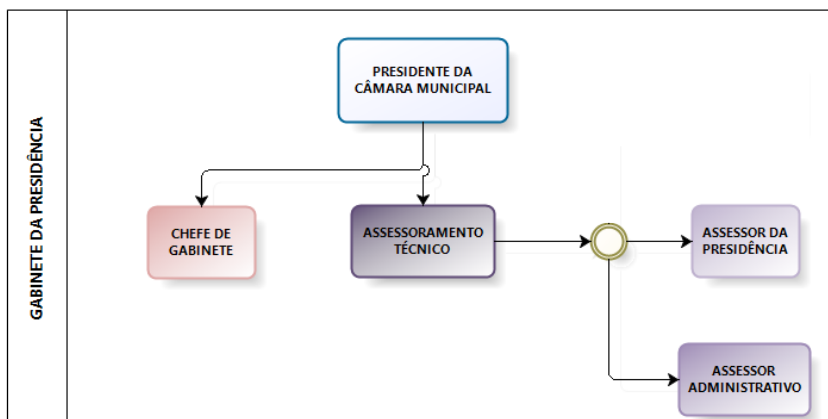 GABINETE DA PRESIDÊNCIA
PRESIDENTE DA
CÂMARA MUNICIPAL
CHEFE DE
GABINETE
ASSESSORAMENTO
TÉCNICO
ASSESSOR DA
PRESIDÊNCIA
ASSESSOR
ADMINISTRATIVO